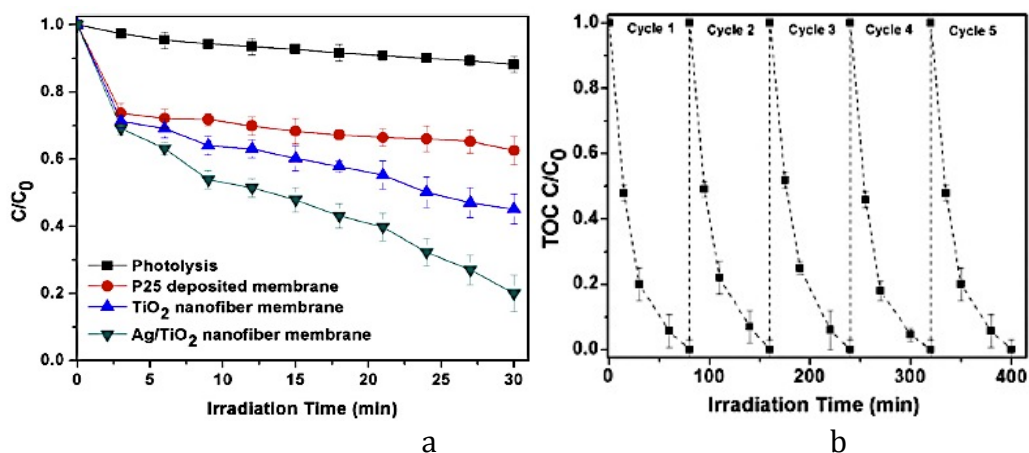 1.0
0.8
0.6
0.4
0.2
0.0
C/C₀
Photolysis
P25 deposited membrane
TiO₂ nanofiber membrane
Ag/TiO₂ nanofiber membrane
0 5 10 15 20 25 30
Irradiation Time (min)
a
Cycle 1 Cycle 2 Cycle 3 Cycle 4 Cycle 5
1.0
0.8
0.6
0.4
0.2
0.0
TOC C/C₀
0 100 200 300 400
Irradiation Time (min)
b